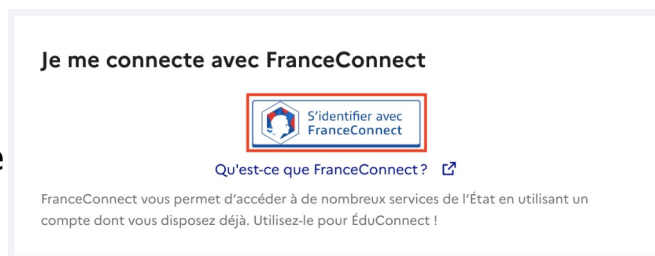 Je me connecte avec FranceConnect
S'identifier avec
FranceConnect
Qu'est-ce que FranceConnect ?
e
FranceConnect vous permet d'accéder à de nombreux services de l'État en utilisant un
compte dont vous disposez déjà. Utilisez-le pour ÉduConnect !